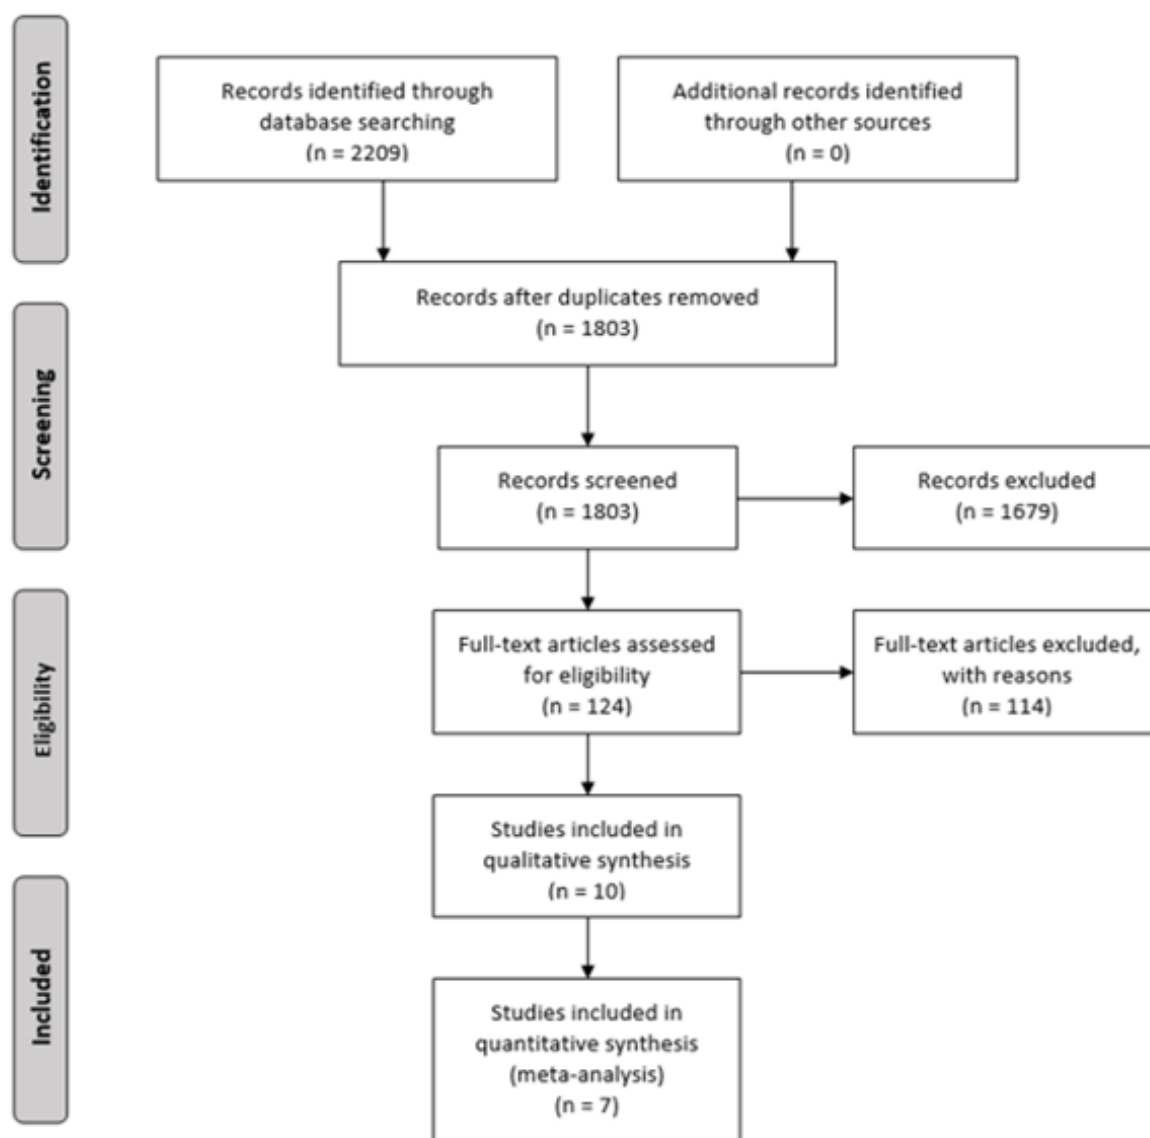 Identification
Records identified through
database searching
(n = 2209)
Additional records identified
through other sources
(n = 0)
Records after duplicates removed
(n = 1803)
Screening
Records screened
(n = 1803)
Records excluded
(n = 1679)
Eligibility
Full-text articles assessed
for eligibility
(n = 124)
Full-text articles excluded,
with reasons
(n = 114)
Studies included in
qualitative synthesis
(n = 10)
Included
Studies included in
quantitative synthesis
(meta-analysis)
(n = 7)